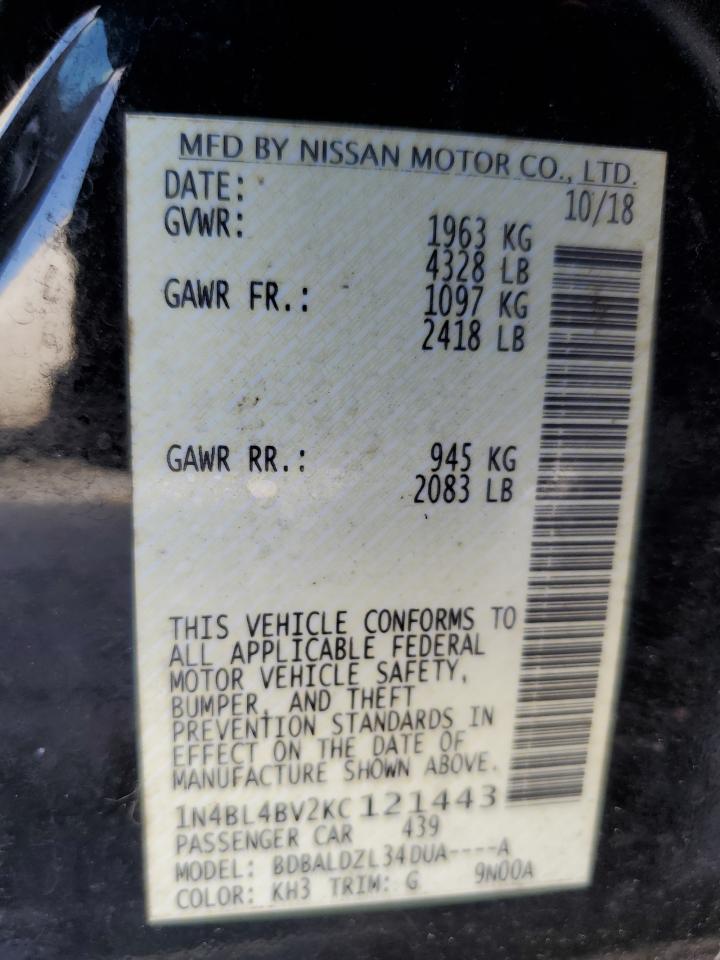 MFD BY NISSAN MOTOR CO., LTD.
DATE: 10/18
GVWR: 1963 KG
4328 LB
GAWR FR.: 1097 KG
2418 LB
GAWR RR.: 945 KG
2083 LB
THIS VEHICLE CONFORMS TO
ALL APPLICABLE FEDERAL
MOTOR VEHICLE SAFETY,
BUMPER, AND THEFT
PREVENTION STANDARDS IN
EFFECT ON THE DATE OF
MANUFACTURE SHOWN ABOVE.
1N4BL4BV2KC 121443
PASSENGER CAR 439
MODEL: BDBALDZL34DUA----A
COLOR: KH3 TRIM: G 9N00A